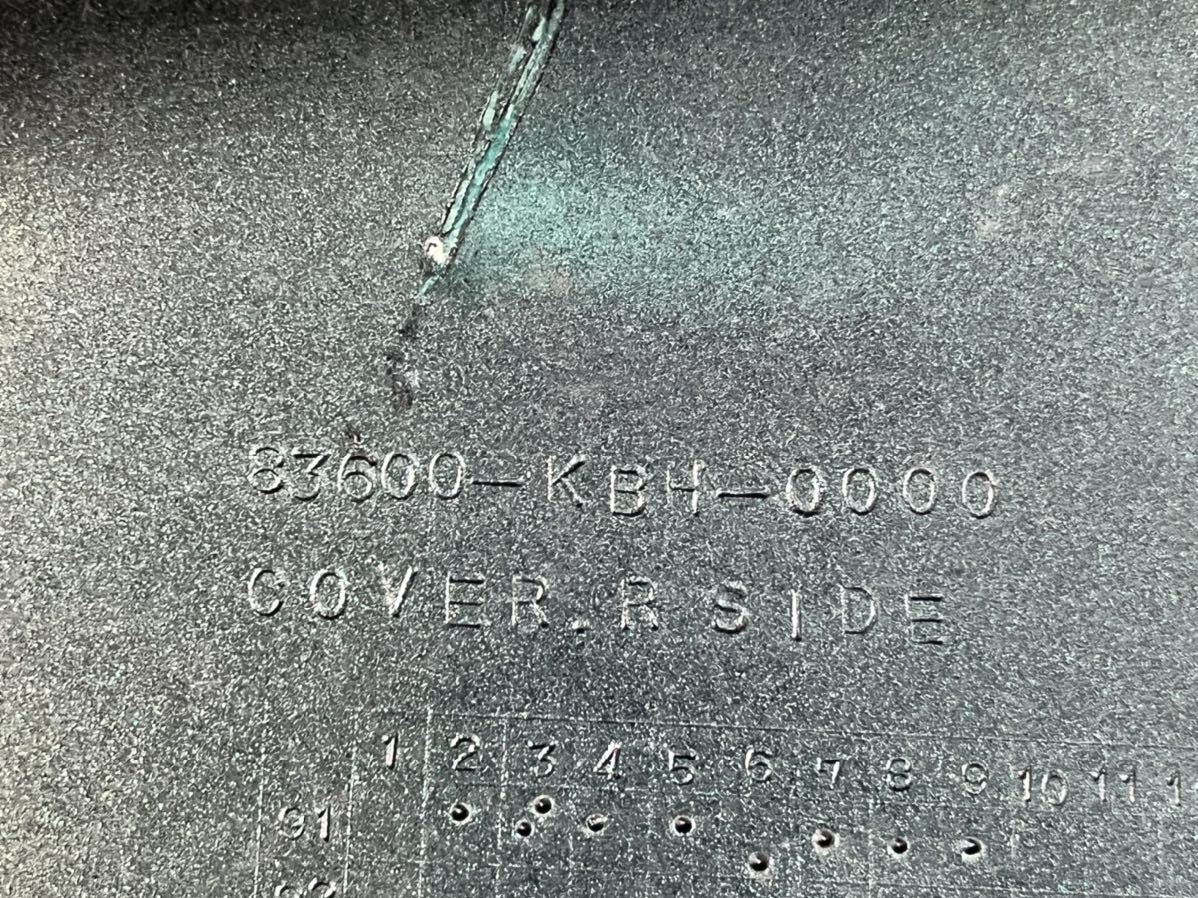 83600-KBH-0000
COVER.R SIDE
1 2 3 4 5 6 7 8 9 10 11
91